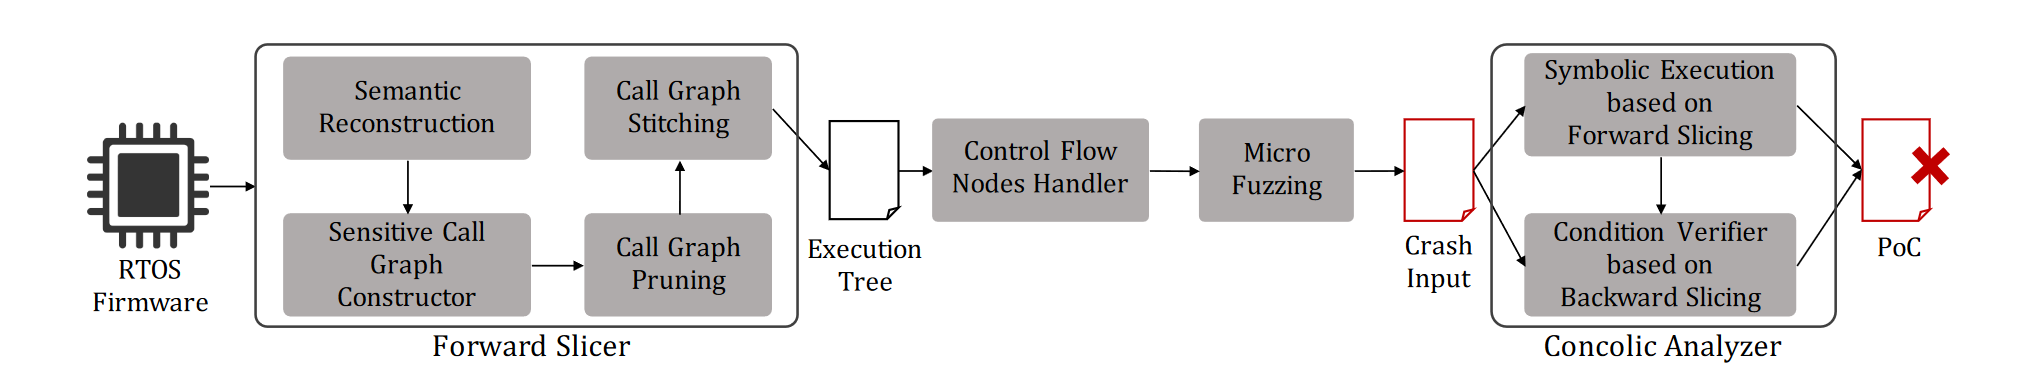 RTOS
Firmware
Semantic
Reconstruction
Sensitive Call
Graph
Constructor
Call Graph
Stitching
Call Graph
Pruning
Forward Slicer
Execution
Tree
Control Flow
Nodes Handler
Micro
Fuzzing
Crash
Input
Symbolic Execution
based on
Forward Slicing
Condition Verifier
based on
Backward Slicing
Concolic Analyzer
PoC